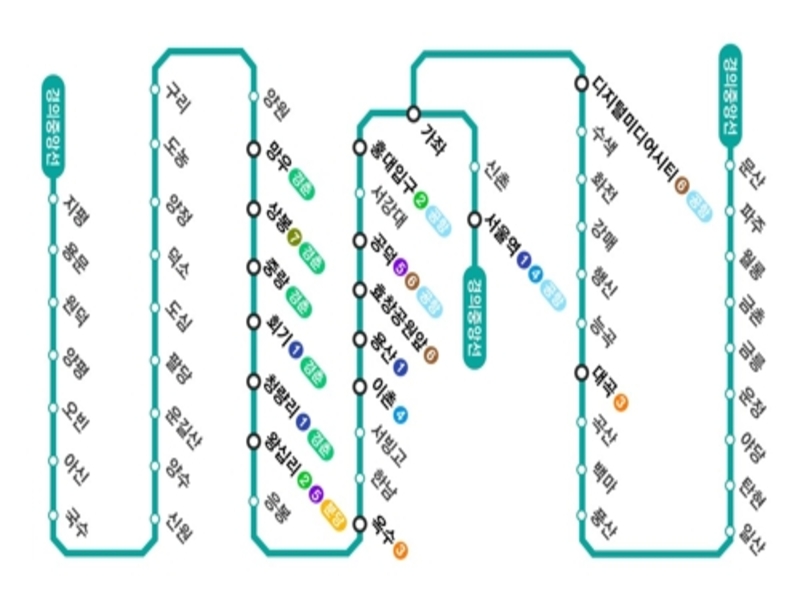 경의중앙선
지평
용문
원덕
양평
오빈
아신
국수
구리
도농
양정
덕소
도심
팔당
운길산
양수
신원
양원
망우 경춘
상봉 7 경춘
중랑 경춘
회기 1 경춘
청량리 1 경춘
왕십리 2 5 분당
응봉
가좌
홍대입구 2 공항
서강대
공덕 5 6 공항
효창공원앞 6
용산 1
이촌 4
서빙고
한남
옥수 3
신촌
서울역 1 4 공항
경의중앙선
디지털미디어시티 6 공항
수색
화전
강매
행신
능곡
대곡 3
곡산
백마
풍산
경의중앙선
문산
파주
월롱
금촌
금릉
운정
야당
탄현
일산